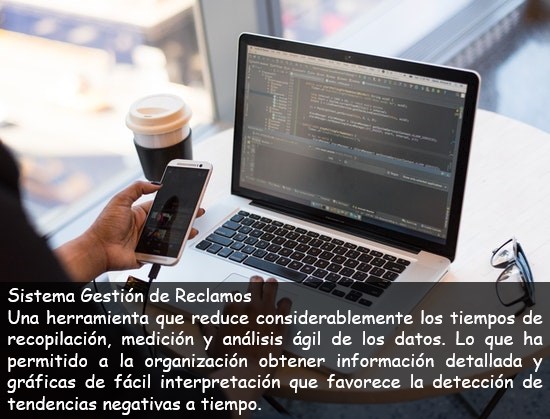 Sistema Gestión de Reclamos
Una herramienta que reduce considerablemente los tiempos de
recopilación, medición y análisis ágil de los datos. Lo que ha
permitido a la organización obtener información detallada y
gráficas de fácil interpretación que favorece la detección de
tendencias negativas a tiempo.